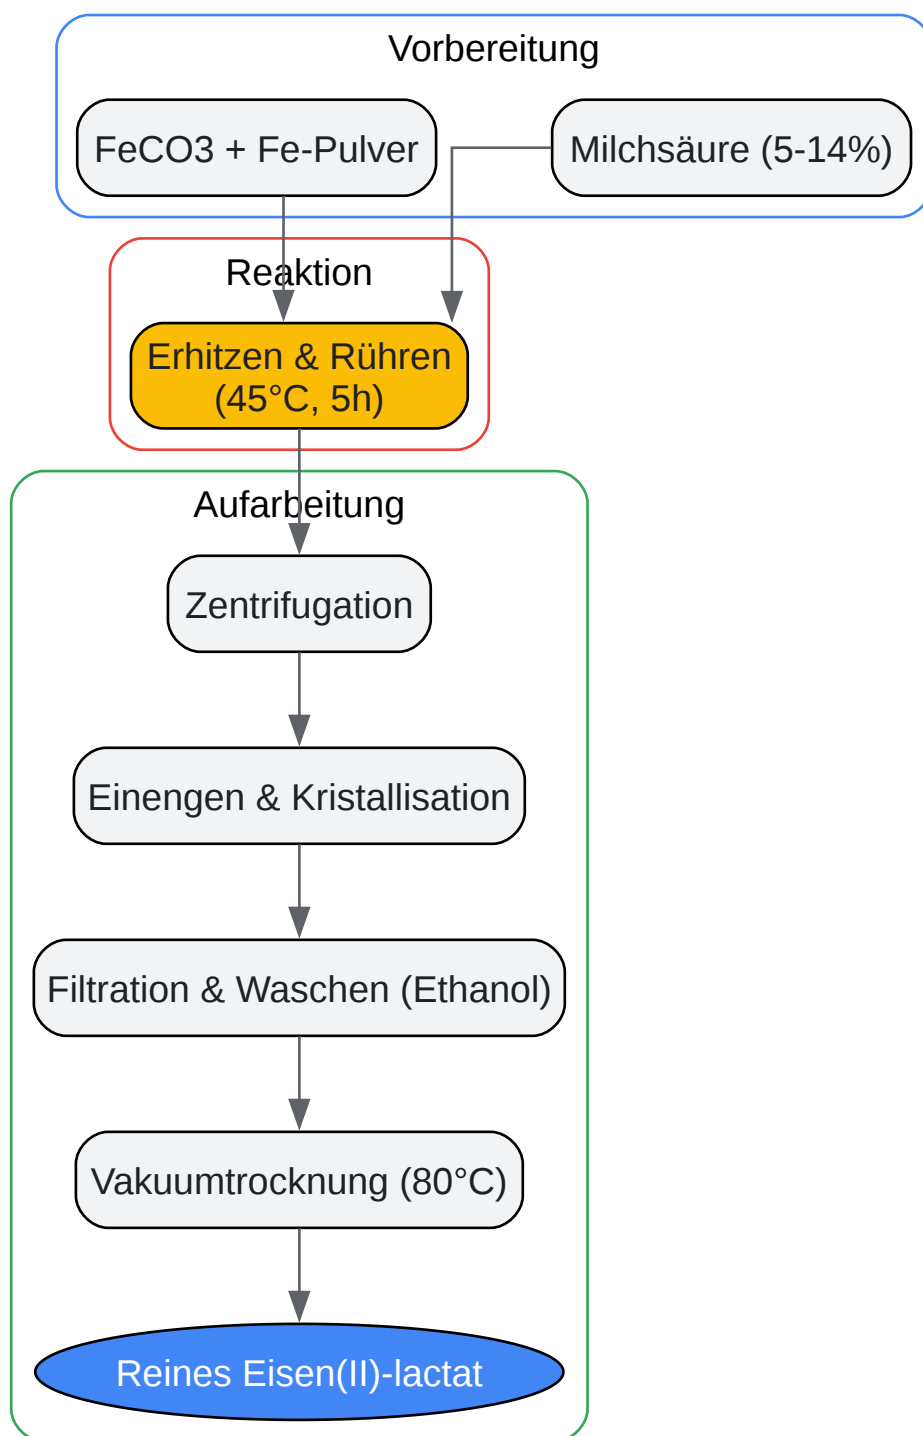 Vorbereitung
FeCO3 + Fe-Pulver
Milchsäure (5-14%)
Reaktion
Erhitzen & Rühren
(45°C, 5h)
Aufarbeitung
Zentrifugation
Einengen & Kristallisation
Filtration & Waschen (Ethanol)
Vakuumtrocknung (80°C)
Reines Eisen(II)-lactat